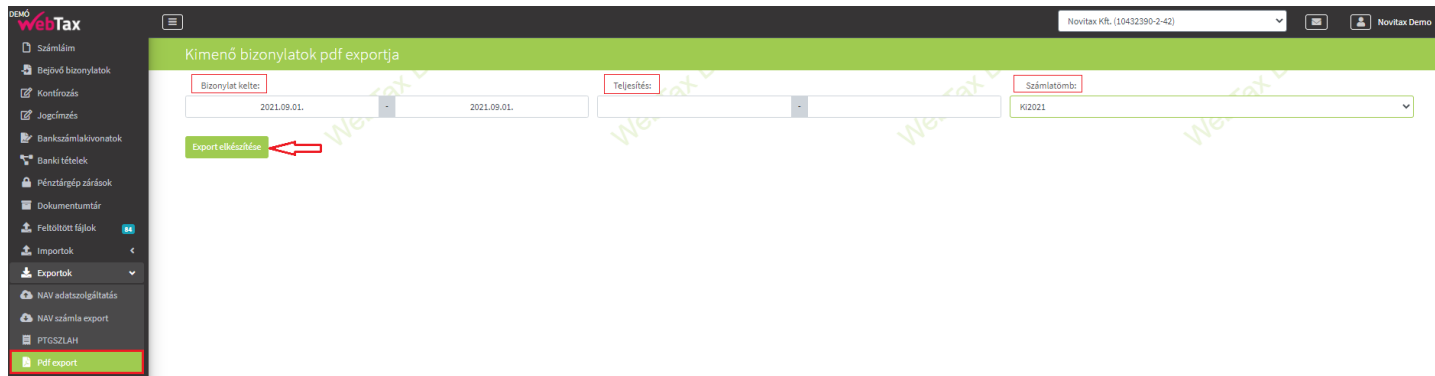 DEMÓ
WebTax
Novitax Kft. (10432390-2-42)
Novitax Demo
Számláim
Bejövő bizonylatok
Kontírozás
Jogcímzés
Bankszámlakivonatok
Banki tételek
Pénztárgép zárások
Dokumentumtár
Feltöltött fájlok 84
Importok
Exportok
NAV adatszolgáltatás
NAV számla export
PTGSZLAH
Pdf export
Kimenő bizonylatok pdf exportja
Bizonylat kelte:
2021.09.01. - 2021.09.01.
Teljesítés:
-
Számlatömb:
Ki2021
Export elkészítése